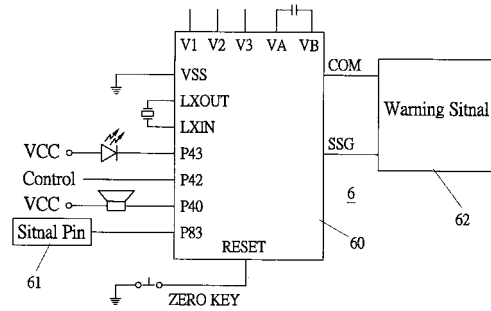 V1 V2 V3 VA VB
VSS
COM
LXOUT
LXIN
Warning Sitnal
VCC
P43
SSG
Control
P42
VCC
P40
6
Sitnal Pin
P83
62
RESET
60
61
ZERO KEY